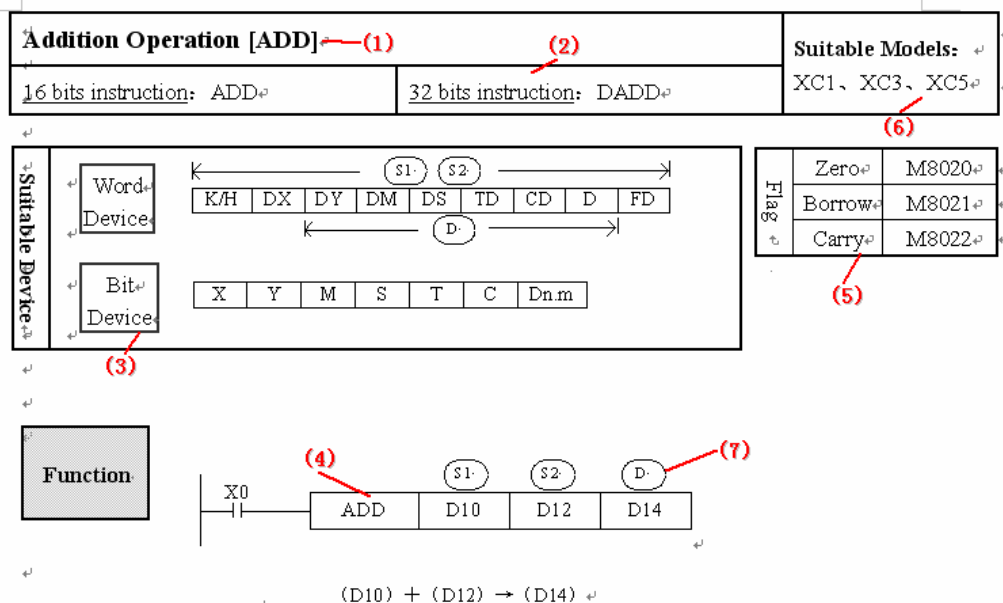 Addition Operation [ADD] (1)
(2)
Suitable Models:
16 bits instruction: ADD
32 bits instruction: DADD
XC1、XC3、XC5
(6)
Suitable Device
Word
Device
S1· S2·
K/H DX DY DM DS TD CD D FD
D·
Bit
Device
X Y M S T C Dn.m
(3)
Flag
Zero M8020
Borrow M8021
Carry M8022
(5)
Function
(4)
S1· S2· D· (7)
X0
ADD D10 D12 D14
(D10) + (D12) → (D14)